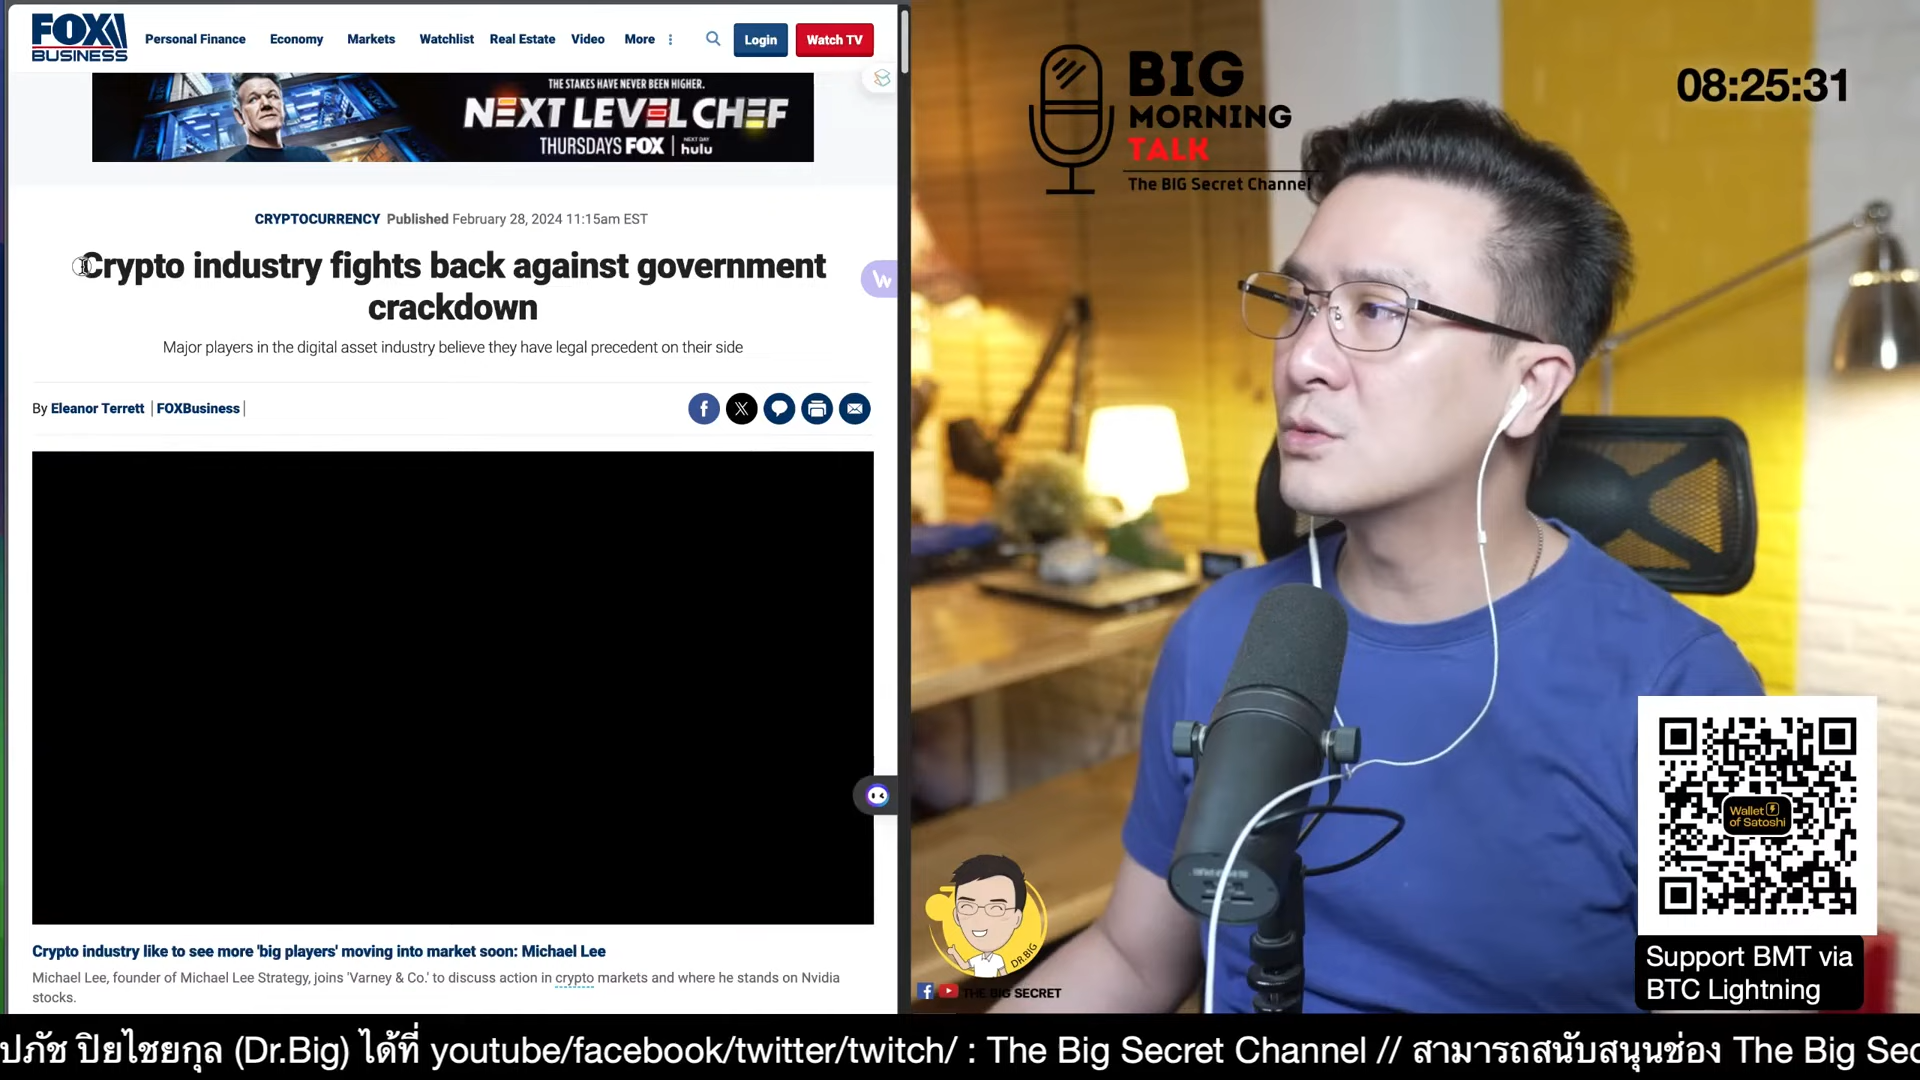 FOX
BUSINESS
Personal Finance
Economy
Markets
Watchlist
Real Estate
Video
More
Login
Watch TV
THE STAKES HAVE NEVER BEEN HIGHER.
NEXT LEVEL CHEF
THURSDAYS FOX
NEXT DAY
hulu
CRYPTOCURRENCY Published February 28, 2024 11:15am EST
Crypto industry fights back against government
crackdown
Major players in the digital asset industry believe they have legal precedent on their side
By Eleanor Terrett | FOXBusiness |
Crypto industry like to see more 'big players' moving into market soon: Michael Lee
Michael Lee, founder of Michael Lee Strategy, joins 'Varney & Co.' to discuss action in crypto markets and where he stands on Nvidia
stocks.
BIG
MORNING
TALK
The BIG Secret Channel
08:25:31
DR.BIG
THE BIG SECRET
Wallet
of Satoshi
Support BMT via
BTC Lightning
ปภัช ปิยไชยกุล (Dr.Big) ได้ที่ youtube/facebook/twitter/twitch/ : The Big Secret Channel // สามารถสนับสนุนช่อง The Big Sec